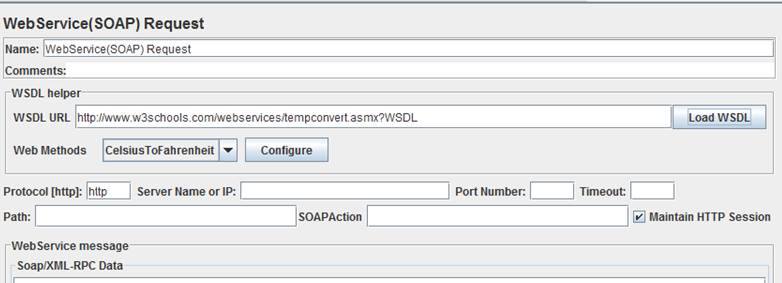 WebService(SOAP) Request
Name: WebService(SOAP) Request
Comments:
WSDL helper
WSDL URL http://www.w3schools.com/webservices/tempconvert.asmx?WSDL Load WSDL
Web Methods CelsiusToFahrenheit Configure
Protocol [http]: http Server Name or IP: Port Number: Timeout:
Path: SOAPAction Maintain HTTP Session
WebService message
Soap/XML-RPC Data